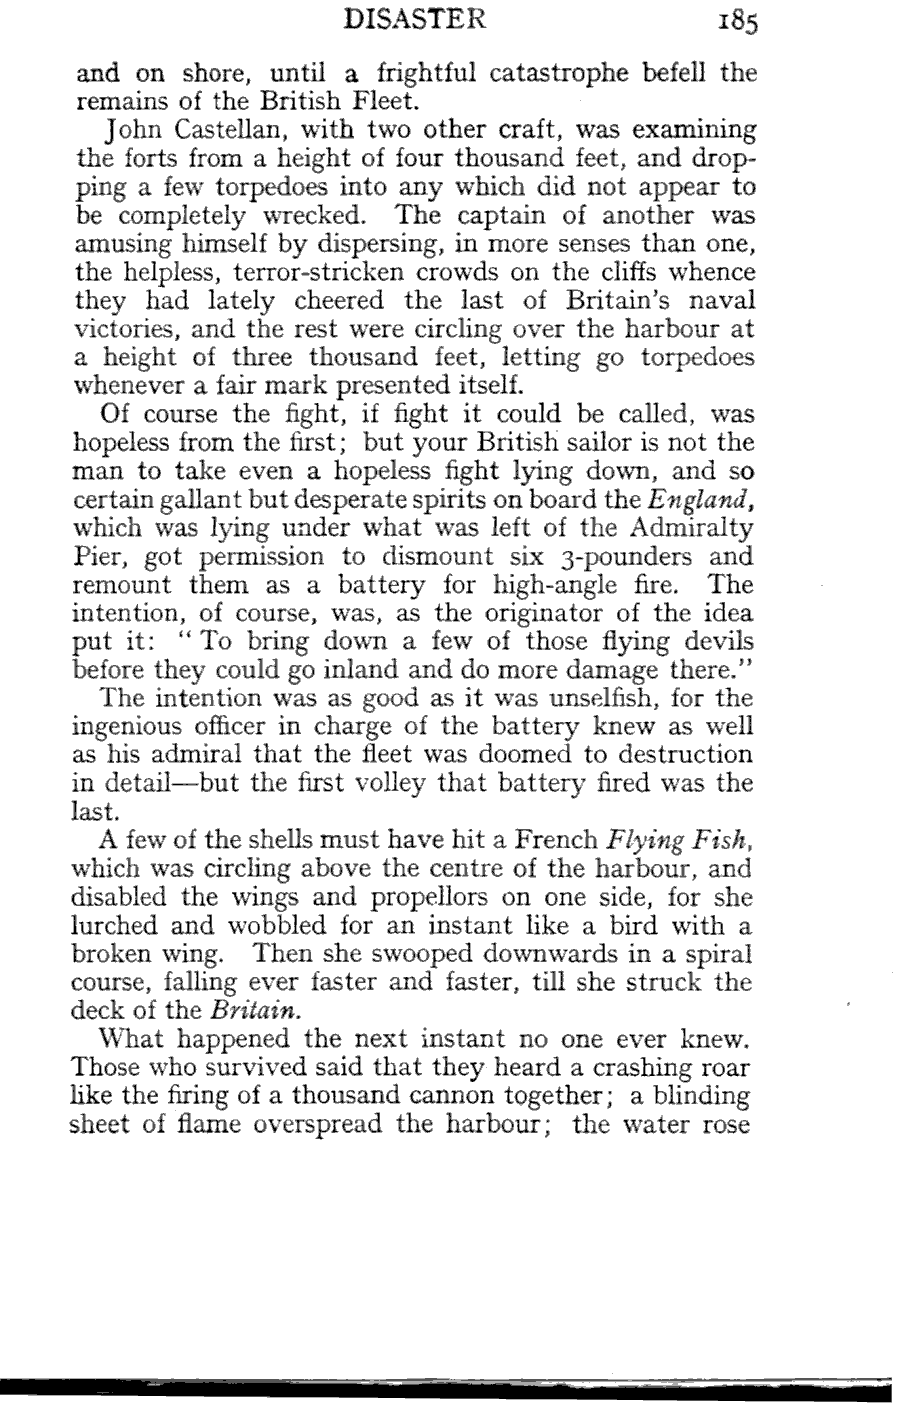 DISASTER 185
and on shore, until a frightful catastrophe befell the
remains of the British Fleet.
John Castellan, with two other craft, was examining
the forts from a height of four thousand feet, and drop-
ping a few torpedoes into any which did not appear to
be completely wrecked. The captain of another was
amusing himself by dispersing, in more senses than one,
the helpless, terror-stricken crowds on the cliffs whence
they had lately cheered the last of Britain's naval
victories, and the rest were circling over the harbour at
a height of three thousand feet, letting go torpedoes
whenever a fair mark presented itself.
Of course the fight, if fight it could be called, was
hopeless from the first; but your British sailor is not the
man to take even a hopeless fight lying down, and so
certain gallant but desperate spirits on board the England,
which was lying under what was left of the Admiralty
Pier, got permission to dismount six 3-pounders and
remount them as a battery for high-angle fire. The
intention, of course, was, as the originator of the idea
put it: "To bring down a few of those flying devils
before they could go inland and do more damage there."
The intention was as good as it was unselfish, for the
ingenious officer in charge of the battery knew as well
as his admiral that the fleet was doomed to destruction
in detail—but the first volley that battery fired was the
last.
A few of the shells must have hit a French Flying Fish,
which was circling above the centre of the harbour, and
disabled the wings and propellors on one side, for she
lurched and wobbled for an instant like a bird with a
broken wing. Then she swooped downwards in a spiral
course, falling ever faster and faster, till she struck the
deck of the Britain.
What happened the next instant no one ever knew.
Those who survived said that they heard a crashing roar
like the firing of a thousand cannon together; a blinding
sheet of flame overspread the harbour; the water rose